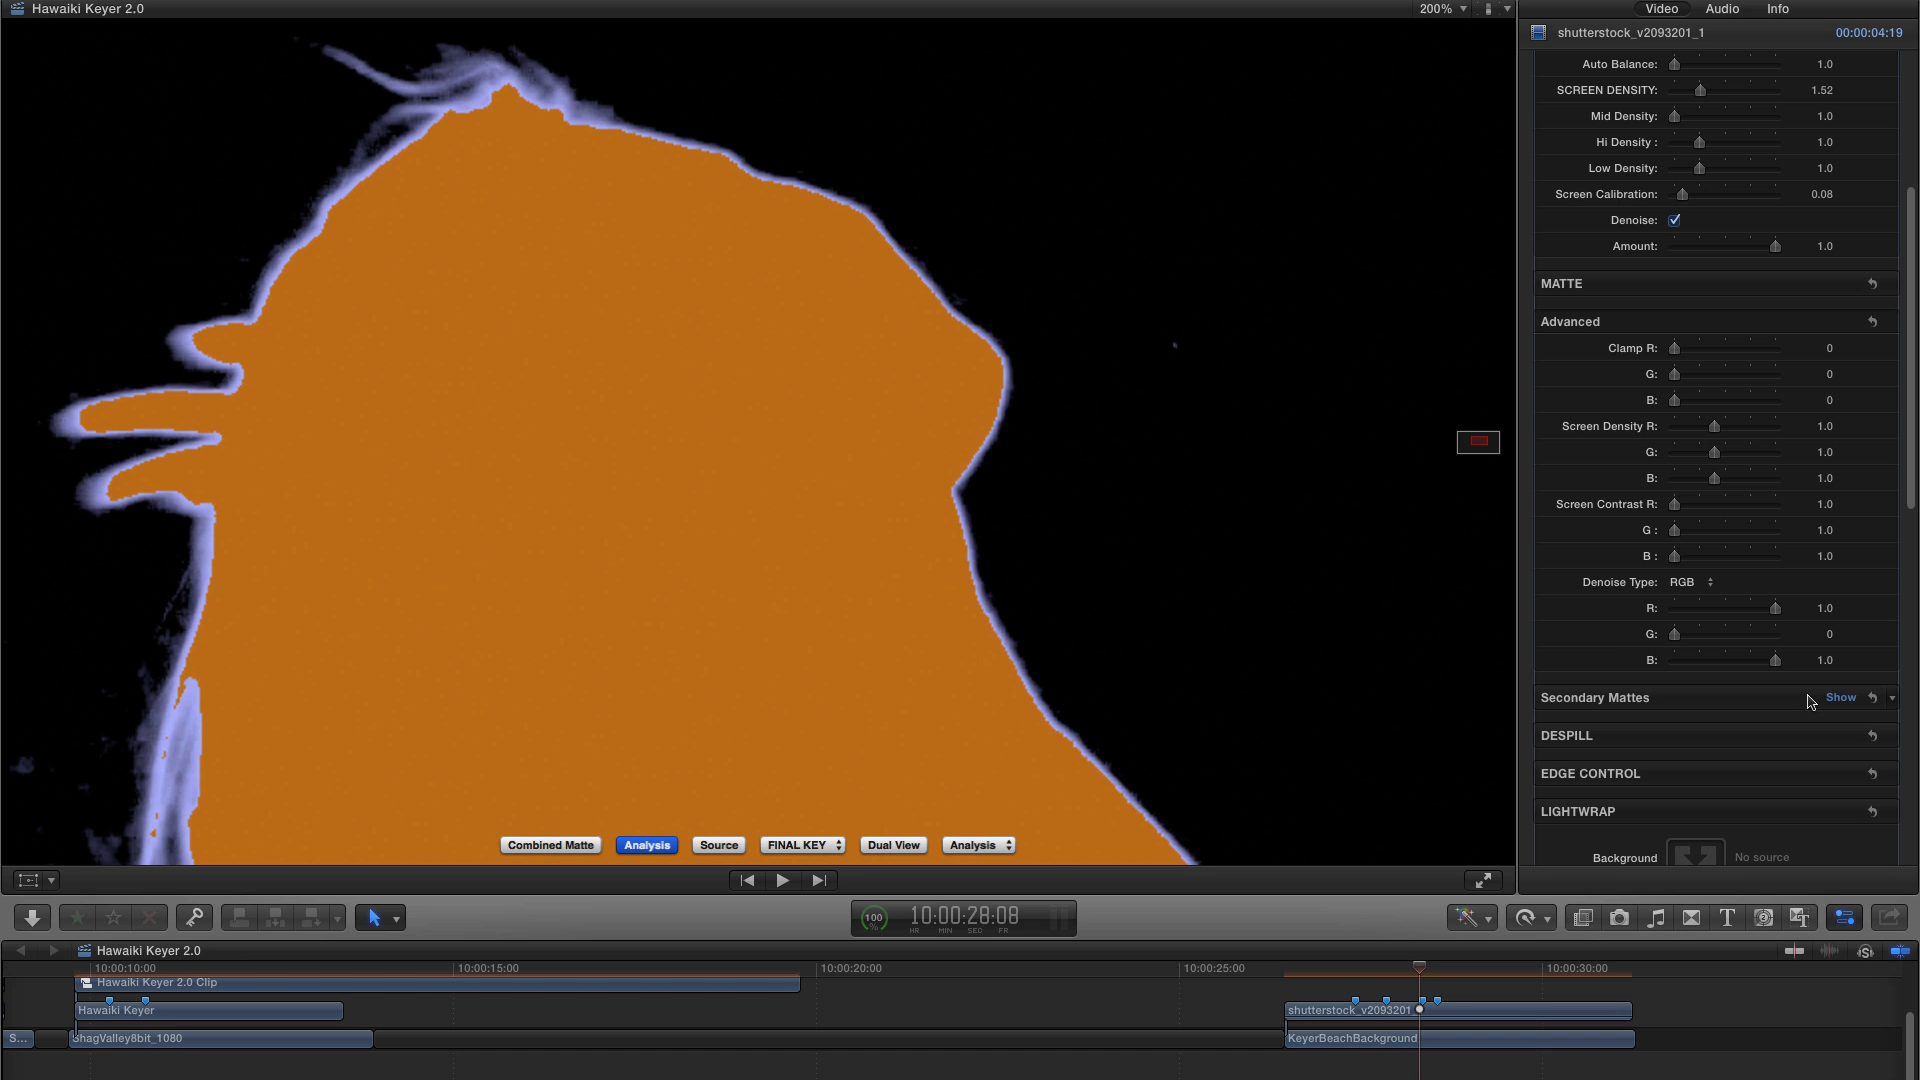 Hawaiki Keyer 2.0
200%
Video Audio Info
shutterstock_v2093201_1 00:00:04:19
Auto Balance: 1.0
SCREEN DENSITY: 1.52
Mid Density: 1.0
Hi Density : 1.0
Low Density: 1.0
Screen Calibration: 0.08
Denoise:
Amount: 1.0
MATTE
Advanced
Clamp R: 0
G: 0
B: 0
Screen Density R: 1.0
G: 1.0
B: 1.0
Screen Contrast R: 1.0
G : 1.0
B : 1.0
Denoise Type: RGB
R: 1.0
G: 0
B: 1.0
Secondary Mattes Show
DESPILL
EDGE CONTROL
LIGHTWRAP
Background No source
Combined Matte Analysis Source FINAL KEY Dual View Analysis
100 % 10:00:28:08
HR MIN SEC FR
Hawaiki Keyer 2.0
10:00:10:00 10:00:15:00 10:00:20:00 10:00:25:00 10:00:30:00
Hawaiki Keyer 2.0 Clip
Hawaiki Keyer shutterstock_v2093201
S... ShagValley8bit_1080 KeyerBeachBackground